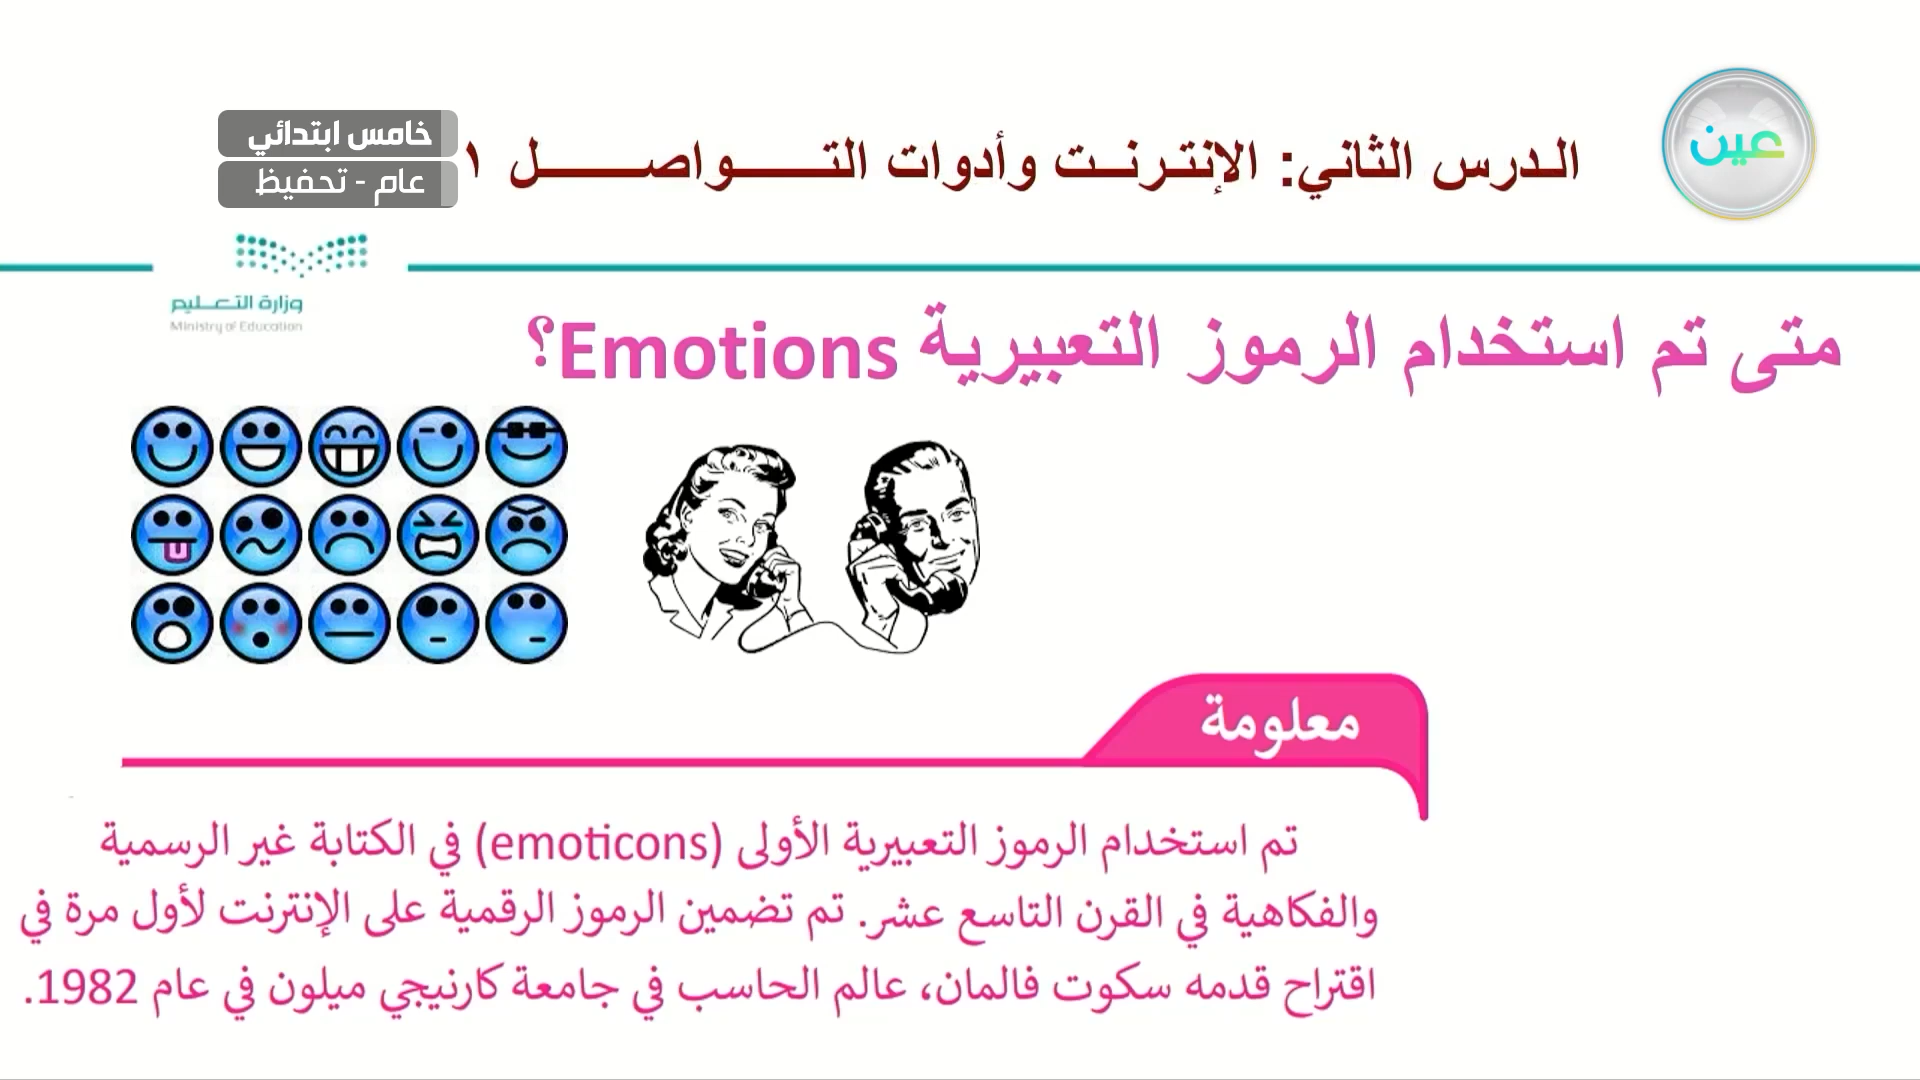 عين
الدرس الثاني: الإنترنت وأدوات التواصل ١
خامس ابتدائي
عام - تحفيظ
وزارة التعليم
Ministry of Education
متى تم استخدام الرموز التعبيرية Emotions؟
معلومة
تم استخدام الرموز التعبيرية الأولى (emoticons) في الكتابة غير الرسمية
والفكاهية في القرن التاسع عشر. تم تضمين الرموز الرقمية على الإنترنت لأول مرة في
اقتراح قدمه سكوت فالمان، عالم الحاسب في جامعة كارنيجي ميلون في عام 1982.